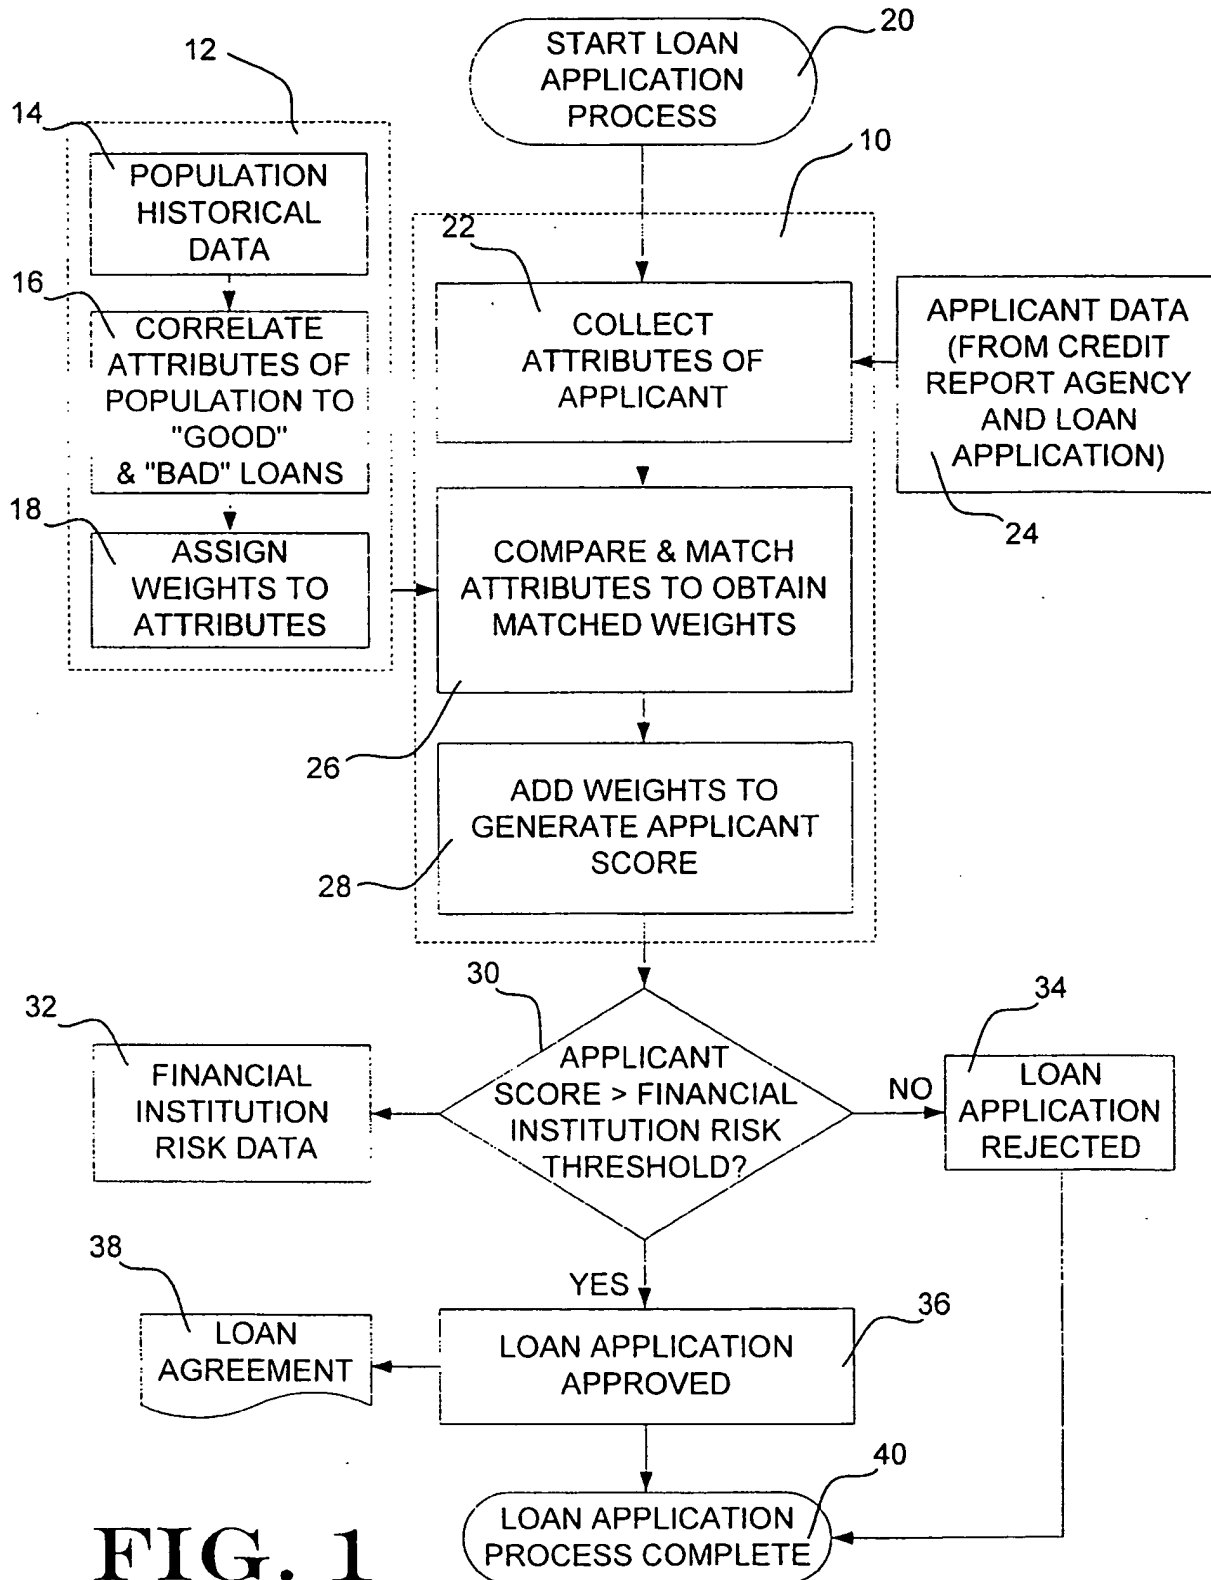 20
START LOAN
APPLICATION
PROCESS
12
14
POPULATION
HISTORICAL
DATA
10
22
16
CORRELATE
ATTRIBUTES OF
POPULATION TO
"GOOD"
& "BAD" LOANS
COLLECT
ATTRIBUTES OF
APPLICANT
APPLICANT DATA
(FROM CREDIT
REPORT AGENCY
AND LOAN
APPLICATION)
24
18
ASSIGN
WEIGHTS TO
ATTRIBUTES
COMPARE & MATCH
ATTRIBUTES TO OBTAIN
MATCHED WEIGHTS
26
ADD WEIGHTS TO
GENERATE APPLICANT
SCORE
28
30
32
FINANCIAL
INSTITUTION
RISK DATA
APPLICANT
SCORE > FINANCIAL
INSTITUTION RISK
THRESHOLD?
NO
34
LOAN
APPLICATION
REJECTED
YES
38
LOAN
AGREEMENT
36
LOAN APPLICATION
APPROVED
40
LOAN APPLICATION
PROCESS COMPLETE
FIG. 1